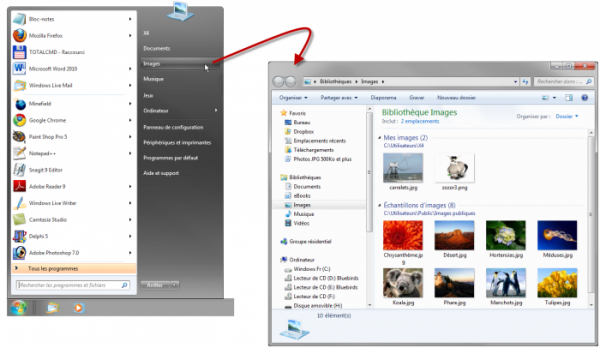 Bloc-notes
Mozilla Firefox
TOTALCMD - Raccourci
Microsoft Word 2010
Windows Live Mail
Minefield
Google Chrome
Paint Shop Pro 5
Notepad++
Snagit 9 Editor
Adobe Reader 9
Windows Live Writer
Camtasia Studio
Delphi 5
Adobe Photoshop 7.0
Tous les programmes
Rechercher les programmes et fichiers
Xil
Documents
Images
Musique
Jeux
Ordinateur
Panneau de configuration
Périphériques et imprimantes
Programmes par défaut
Aide et support
Arrêter
Bibliothèques
Images
Rechercher dans : ...
Organiser
Partager avec
Diaporama
Graver
Nouveau dossier
Favoris
Bureau
Dropbox
Emplacements récents
Téléchargements
Photos JPG 500Ko et plus
Bibliothèques
Documents
eBooks
Images
Musique
Vidéos
Groupe résidentiel
Ordinateur
Windows Fr (C:)
Lecteur de CD (D:) Bluebirds
Lecteur de CD (E:) Bluebirds
Lecteur de CD (F:)
Disque amovible (H:)
Bibliothèque Images
Inclut : 2 emplacements
Organiser par : Dossier
Mes images (2)
C:\Utilisateurs\Xil
camelets.jpg
Échantillons d'images (8)
C:\Utilisateurs\Public\Images publiques
Chrysanthème.jpg
Désert.jpg
Hortensias.jpg
Méduses.jpg
Koala.jpg
Phare.jpg
Manchots.jpg
Tulipes.jpg
10 élément(s)